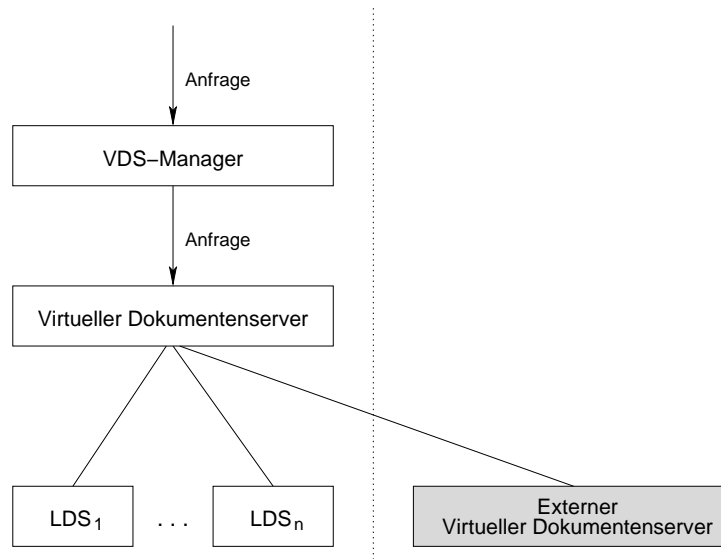 Anfrage
VDS–Manager
Anfrage
Virtueller Dokumentenserver
LDS1 . . . LDSn
Externer
Virtueller Dokumentenserver